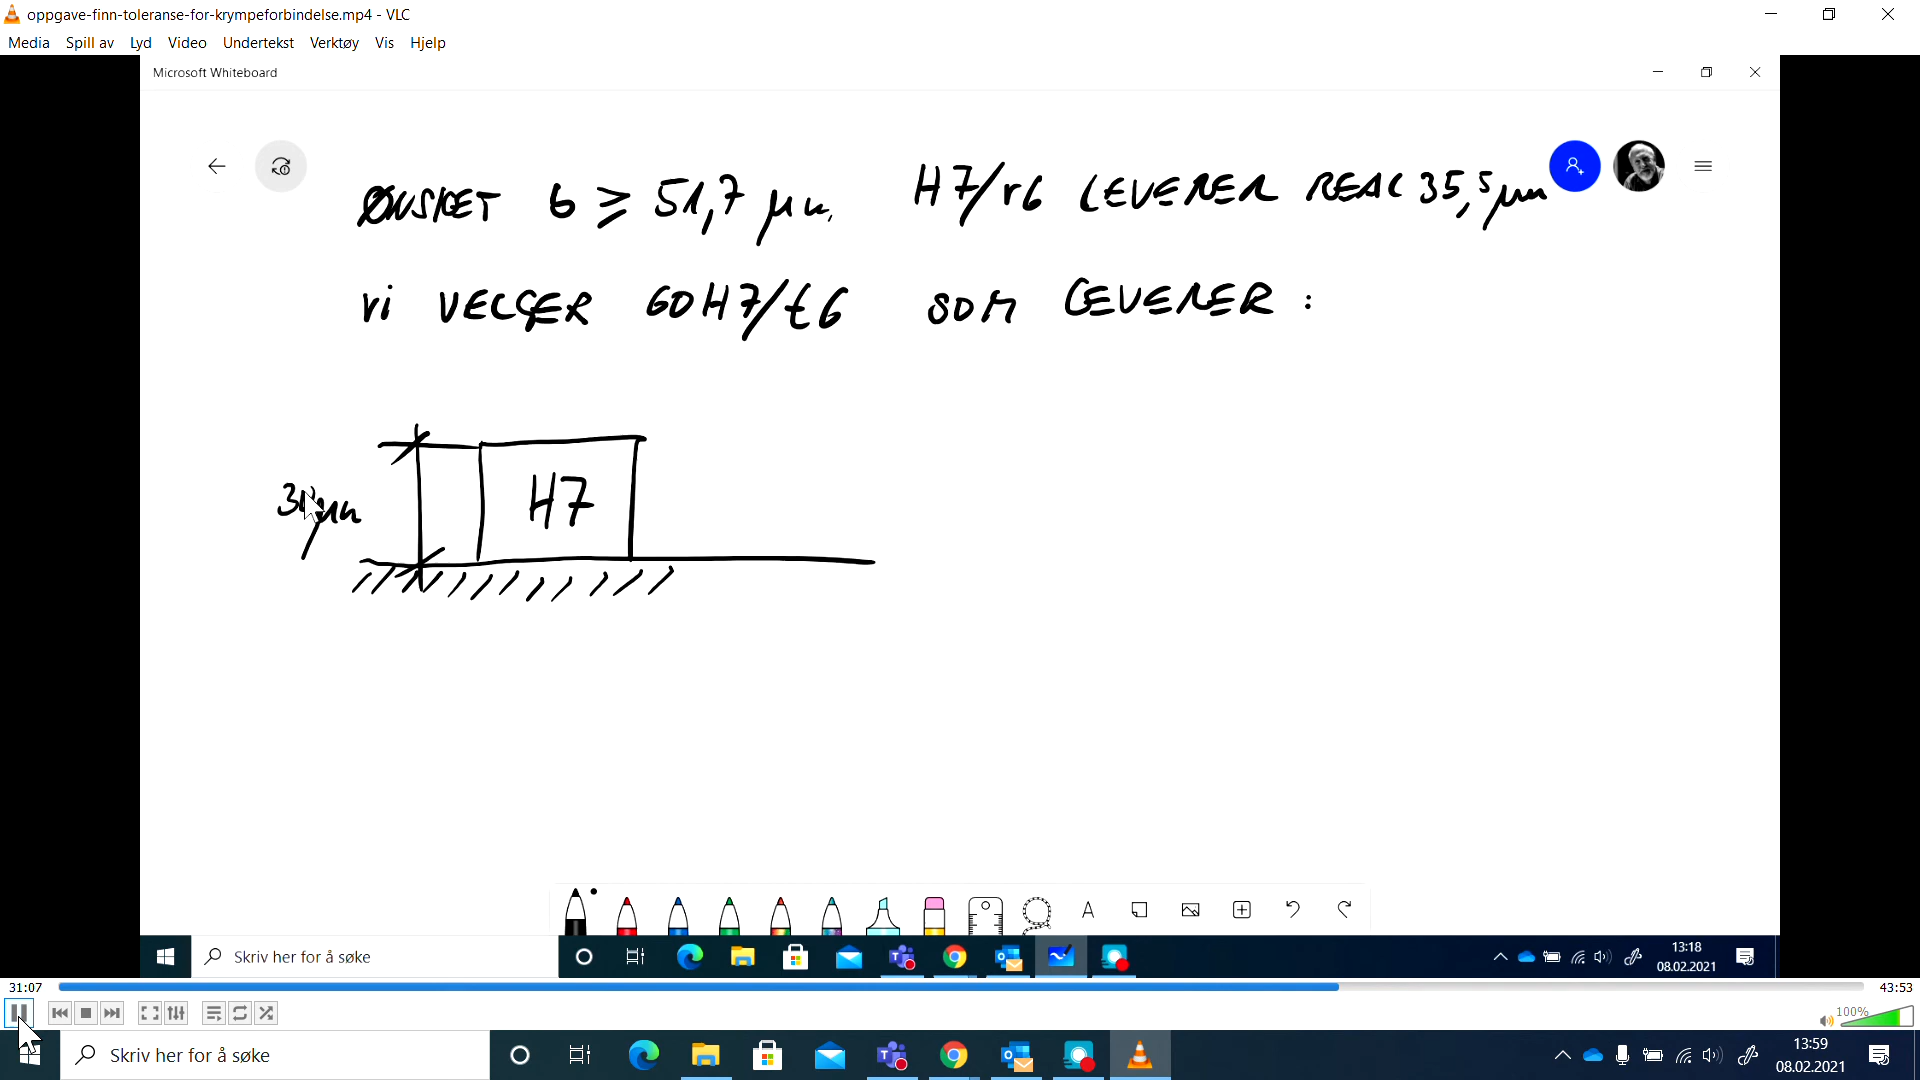 oppgave-finn-toleranse-for-krympeforbindelse.mp4 - VLC
Media Spill av Lyd Video Undertekst Verktøy Vis Hjelp
Microsoft Whiteboard
ØNSKET b ≥ 51,7 μm. H7/r6 LEVERER REAL 35,5 μm
vi VELGER 60H7/t6 SOM LEVERER :
H7
μm
A
Skriv her for å søke
13:18
08.02.2021
31:07
43:53
100%
Skriv her for å søke
13:59
08.02.2021